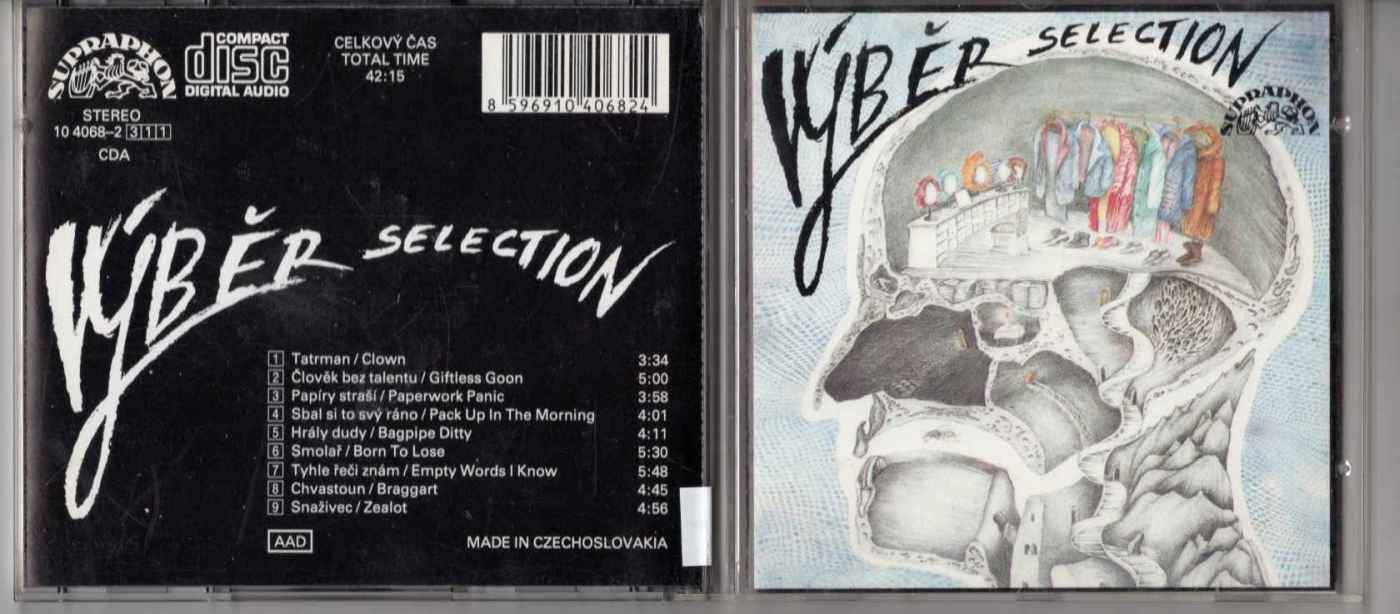 SUPRAPHON
COMPACT
disc
DIGITAL AUDIO
STEREO
10 4068-2 311
CDA
CELKOVÝ ČAS
TOTAL TIME
42:15
8 596910 406824
VÝBĚR SELECTION
1 Tatrman / Clown 3:34
2 Člověk bez talentu / Giftless Goon 5:00
3 Papíry straší / Paperwork Panic 3:58
4 Sbal si to svý ráno / Pack Up In The Morning 4:01
5 Hrály dudy / Bagpipe Ditty 4:11
6 Smolař / Born To Lose 5:30
7 Tyhle řeči znám / Empty Words I Know 5:48
8 Chvastoun / Braggart 4:45
9 Snaživec / Zealot 4:56
AAD
MADE IN CZECHOSLOVAKIA
VÝBĚR SELECTION
SUPRAPHON